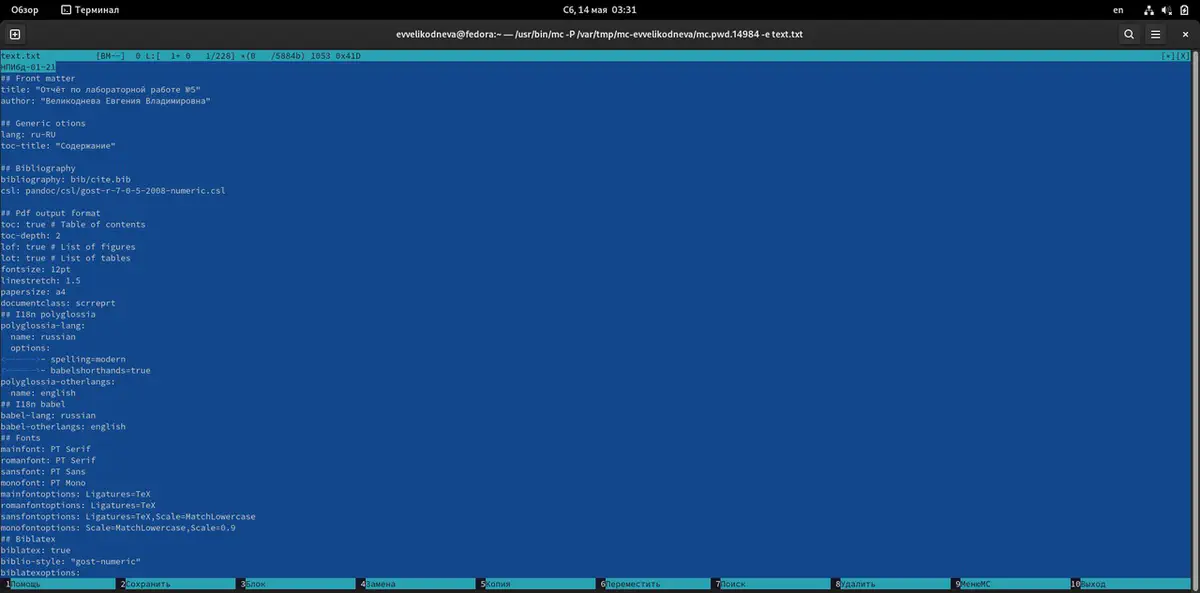 Обзор Терминал Сб, 14 мая 03:31 en
evvelikodneva@fedora:~ — /usr/bin/mc -P /var/tmp/mc-evvelikodneva/mc.pwd.14984 -e text.txt
text.txt [BM--] 0 L:[ 1+ 0 1/228] *(0 /5884b) 1053 0x41D [*][X]
НПИбд-01-21
## Front matter
title: "Отчёт по лабораторной работе №5"
author: "Великоднева Евгения Владимировна"
## Generic otions
lang: ru-RU
toc-title: "Содержание"
## Bibliography
bibliography: bib/cite.bib
csl: pandoc/csl/gost-r-7-0-5-2008-numeric.csl
## Pdf output format
toc: true # Table of contents
toc-depth: 2
lof: true # List of figures
lot: true # List of tables
fontsize: 12pt
linestretch: 1.5
papersize: a4
documentclass: scrreprt
## I18n polyglossia
polyglossia-lang:
name: russian
options:
<------>- spelling=modern
<------>- babelshorthands=true
polyglossia-otherlangs:
name: english
## I18n babel
babel-lang: russian
babel-otherlangs: english
## Fonts
mainfont: PT Serif
romanfont: PT Serif
sansfont: PT Sans
monofont: PT Mono
mainfontoptions: Ligatures=TeX
romanfontoptions: Ligatures=TeX
sansfontoptions: Ligatures=TeX,Scale=MatchLowercase
monofontoptions: Scale=MatchLowercase,Scale=0.9
## Biblatex
biblatex: true
biblio-style: "gost-numeric"
biblatexoptions:
1Помощь 2Сохранить 3Блок 4Замена 5Копия 6Переместить 7Поиск 8Удалить 9МенюMC 10Выход